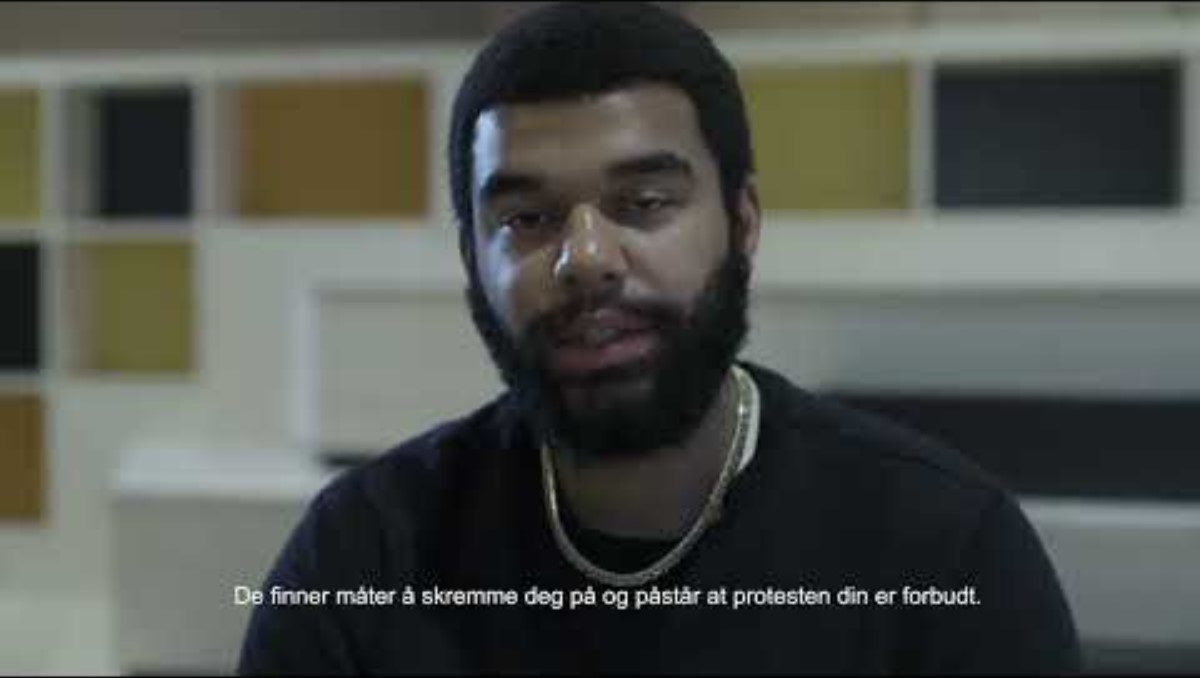 De finner måter å skremme deg på og påstår at protesten din er forbudt.